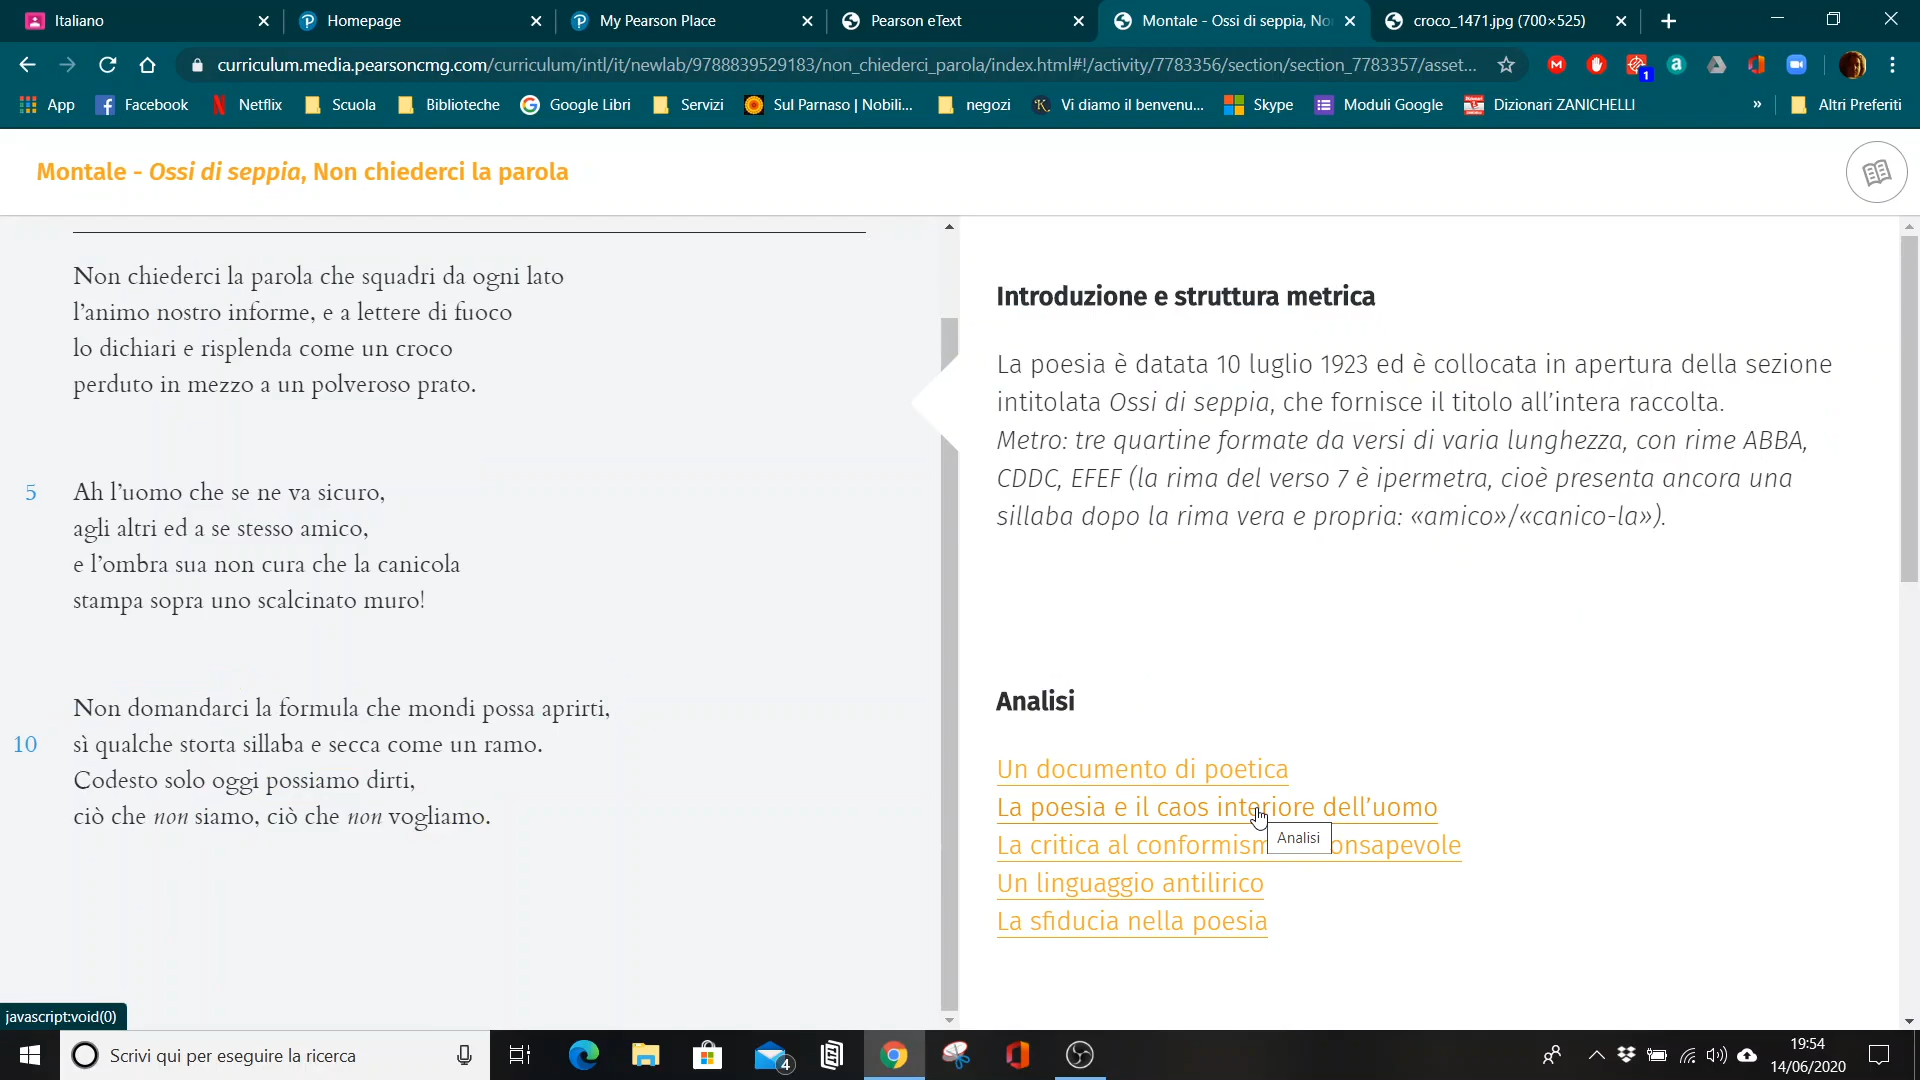 Italiano
Homepage
My Pearson Place
Pearson eText
Montale - Ossi di seppia, No
croco_1471.jpg (700×525)
curriculum.media.pearsoncmg.com/curriculum/intl/it/newlab/9788839529183/non_chiederci_parola/index.html#!/activity/7783356/section/section_7783357/asset...
1
App
Facebook
Netflix
Scuola
Biblioteche
Google Libri
Servizi
Sul Parnaso | Nobili...
negozi
Vi diamo il benvenu...
Skype
Moduli Google
Dizionari ZANICHELLI
»
Altri Preferiti
Montale - Ossi di seppia, Non chiederci la parola
Non chiederci la parola che squadri da ogni lato
l’animo nostro informe, e a lettere di fuoco
lo dichiari e risplenda come un croco
perduto in mezzo a un polveroso prato.
5 Ah l’uomo che se ne va sicuro,
agli altri ed a se stesso amico,
e l’ombra sua non cura che la canicola
stampa sopra uno scalcinato muro!
Non domandarci la formula che mondi possa aprirti,
10 sì qualche storta sillaba e secca come un ramo.
Codesto solo oggi possiamo dirti,
ciò che non siamo, ciò che non vogliamo.
Introduzione e struttura metrica
La poesia è datata 10 luglio 1923 ed è collocata in apertura della sezione
intitolata Ossi di seppia, che fornisce il titolo all’intera raccolta.
Metro: tre quartine formate da versi di varia lunghezza, con rime ABBA,
CDDC, EFEF (la rima del verso 7 è ipermetra, cioè presenta ancora una
sillaba dopo la rima vera e propria: «amico»/«canico-la»).
Analisi
Un documento di poetica
La poesia e il caos interiore dell’uomo
Analisi
La critica al conformism onsapevole
Un linguaggio antilirico
La sfiducia nella poesia
javascript:void(0)
Scrivi qui per eseguire la ricerca
4
19:54
14/06/2020